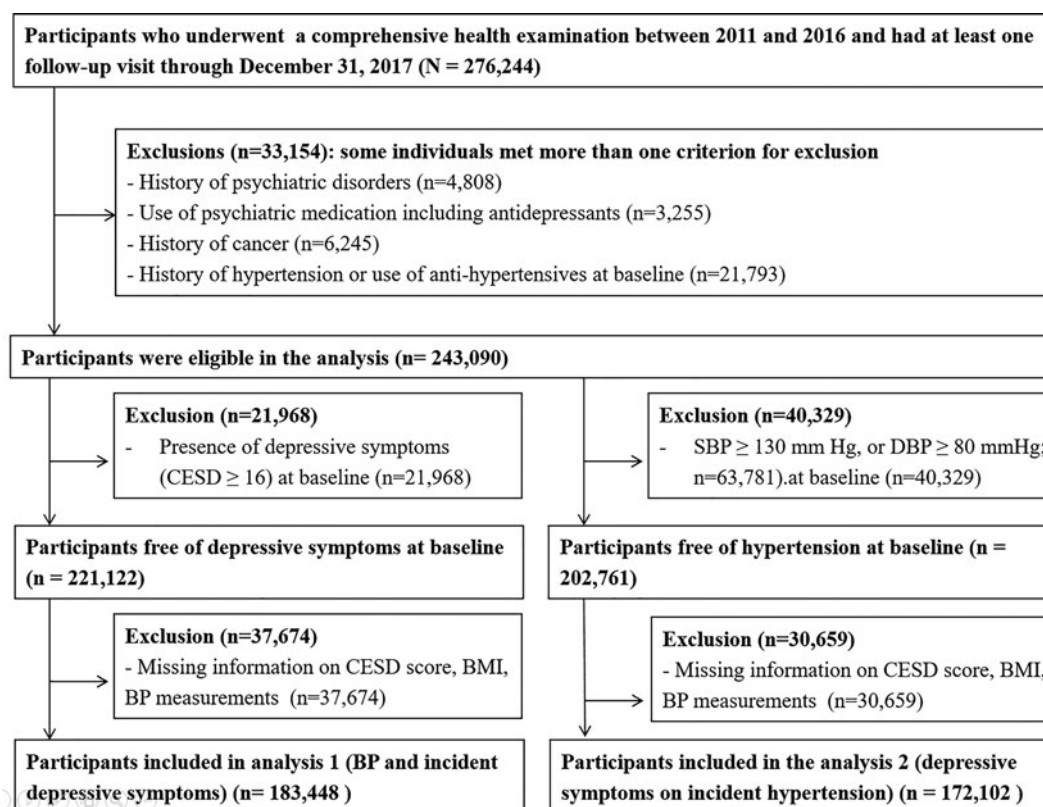 Participants who underwent a comprehensive health examination between 2011 and 2016 and had at least one
follow-up visit through December 31, 2017 (N = 276,244)
Exclusions (n=33,154): some individuals met more than one criterion for exclusion
- History of psychiatric disorders (n=4,808)
- Use of psychiatric medication including antidepressants (n=3,255)
- History of cancer (n=6,245)
- History of hypertension or use of anti-hypertensives at baseline (n=21,793)
Participants were eligible in the analysis (n= 243,090)
Exclusion (n=21,968)
- Presence of depressive symptoms
(CESD ≥ 16) at baseline (n=21,968)
Exclusion (n=40,329)
- SBP ≥ 130 mm Hg, or DBP ≥ 80 mmHg;
n=63,781).at baseline (n=40,329)
Participants free of depressive symptoms at baseline
(n = 221,122)
Participants free of hypertension at baseline (n =
202,761)
Exclusion (n=37,674)
- Missing information on CESD score, BMI,
BP measurements (n=37,674)
Exclusion (n=30,659)
- Missing information on CESD score, BMI,
BP measurements (n=30,659)
Participants included in analysis 1 (BP and incident
depressive symptoms) (n= 183,448 )
Participants included in the analysis 2 (depressive
symptoms on incident hypertension) (n = 172,102)